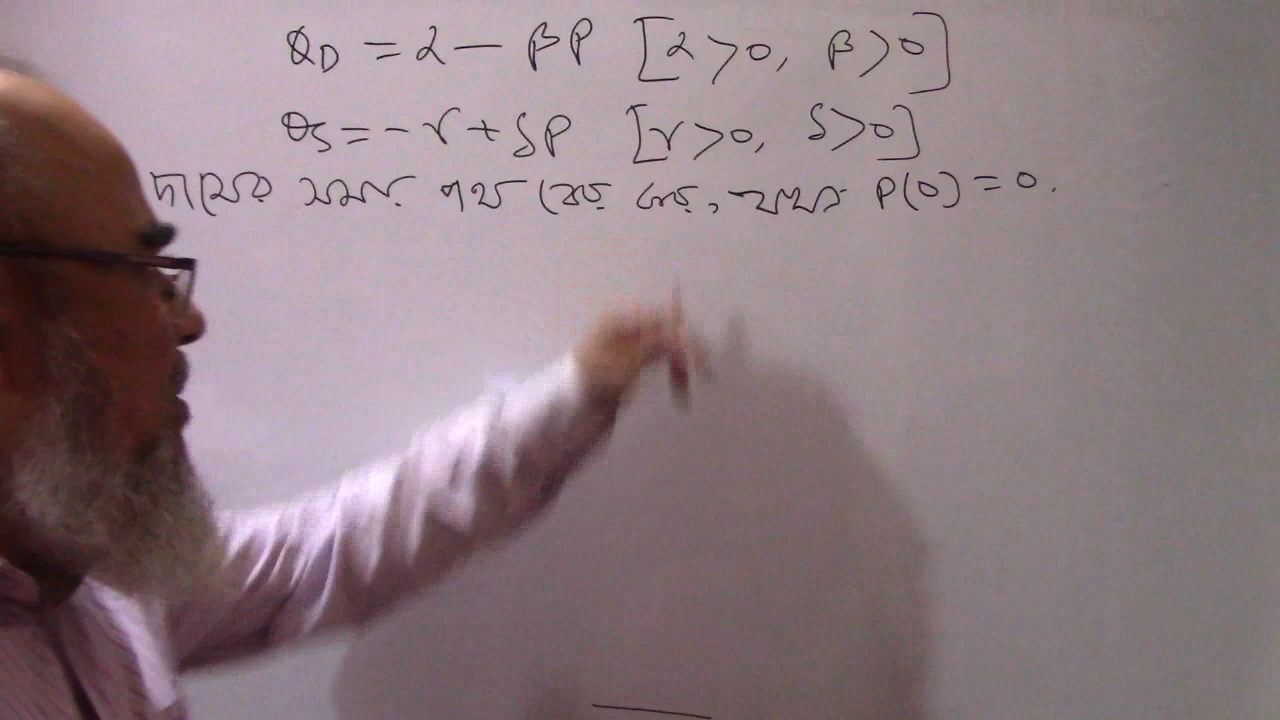 Q_D = α − βP [α > 0, β > 0]
Q_S = −γ + δP [γ > 0, δ > 0]
দামের সময় পথ বের কর, যখন P(0) = 0.